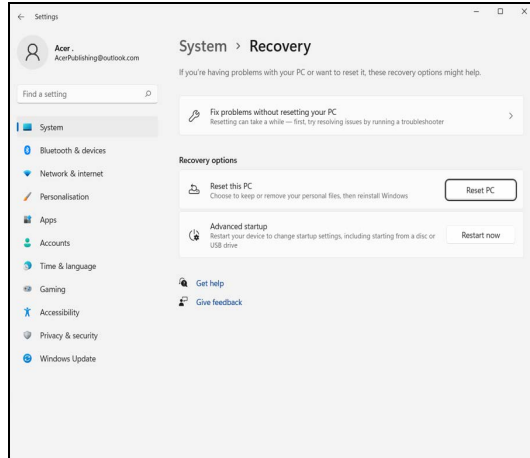 Settings
Acer .
AcerPublishing@outlook.com
Find a setting
System
Bluetooth & devices
Network & internet
Personalisation
Apps
Accounts
Time & language
Gaming
Accessibility
Privacy & security
Windows Update
System > Recovery
If you're having problems with your PC or want to reset it, these recovery options might help.
Fix problems without resetting your PC
Resetting can take a while — first, try resolving issues by running a troubleshooter
Recovery options
Reset this PC
Choose to keep or remove your personal files, then reinstall Windows
Reset PC
Advanced startup
Restart your device to change startup settings, including starting from a disc or
USB drive
Restart now
Get help
Give feedback